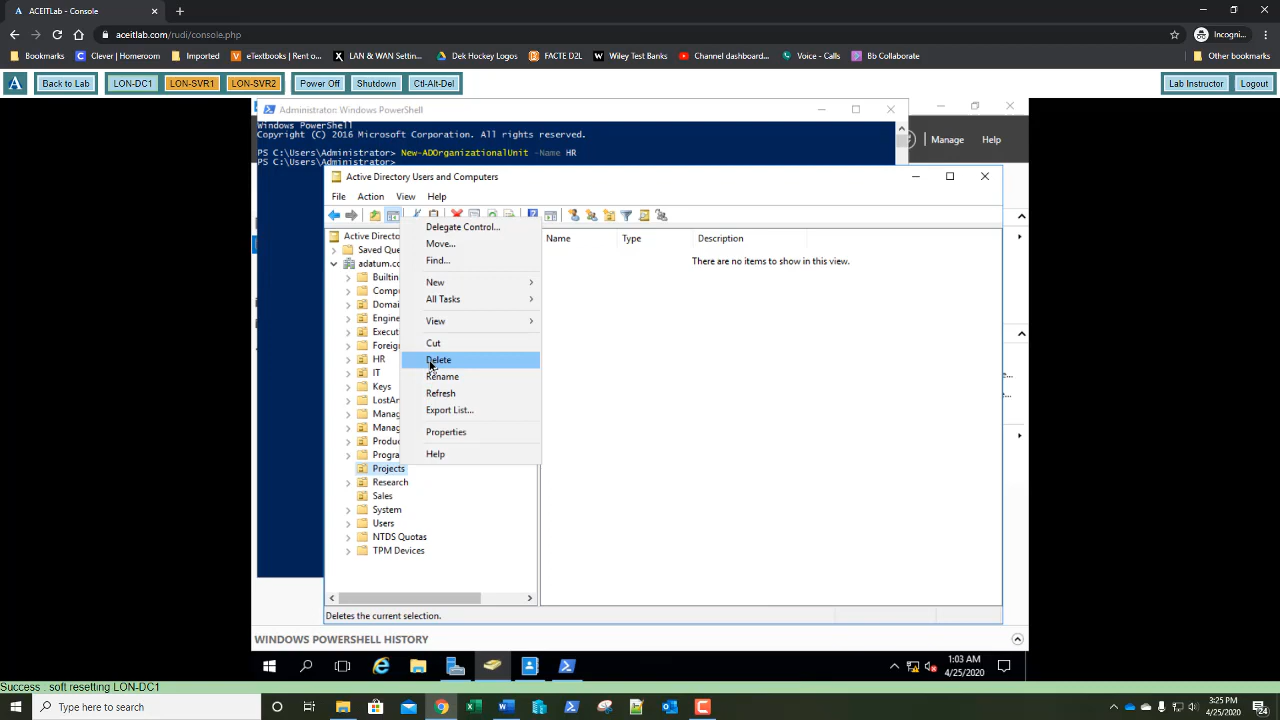 ACEITLab - Console
aceitlab.com/rudi/console.php
Incogni...
Bookmarks
Clever | Homeroom
Imported
eTextbooks | Rent o...
LAN & WAN Setting...
Dek Hockey Logos
FACTE D2L
Wiley Test Banks
Channel dashboard...
Voice - Calls
Bb Collaborate
Other bookmarks
A
Back to Lab
LON-DC1
LON-SVR1
LON-SVR2
Power Off
Shutdown
Ctl-Alt-Del
Lab Instructor
Logout
Administrator: Windows PowerShell
Windows PowerShell
Copyright (C) 2016 Microsoft Corporation. All rights reserved.
PS C:\Users\Administrator> New-ADOrganizationalUnit -Name HR
PS C:\Users\Administrator>
Manage
Help
Active Directory Users and Computers
File
Action
View
Help
Active Directo
Saved Que
adatum.co
Builtin
Compu
Domai
Engine
Execut
Foreig
HR
IT
Keys
LostAn
Manag
Manag
Produc
Progra
Projects
Research
Sales
System
Users
NTDS Quotas
TPM Devices
Delegate Control...
Move...
Find...
New
All Tasks
View
Cut
Delete
Rename
Refresh
Export List...
Properties
Help
Name
Type
Description
There are no items to show in this view.
Deletes the current selection.
WINDOWS POWERSHELL HISTORY
1:03 AM
4/25/2020
Success : soft resetting LON-DC1
Type here to search
3:25 PM
4/25/2020
24